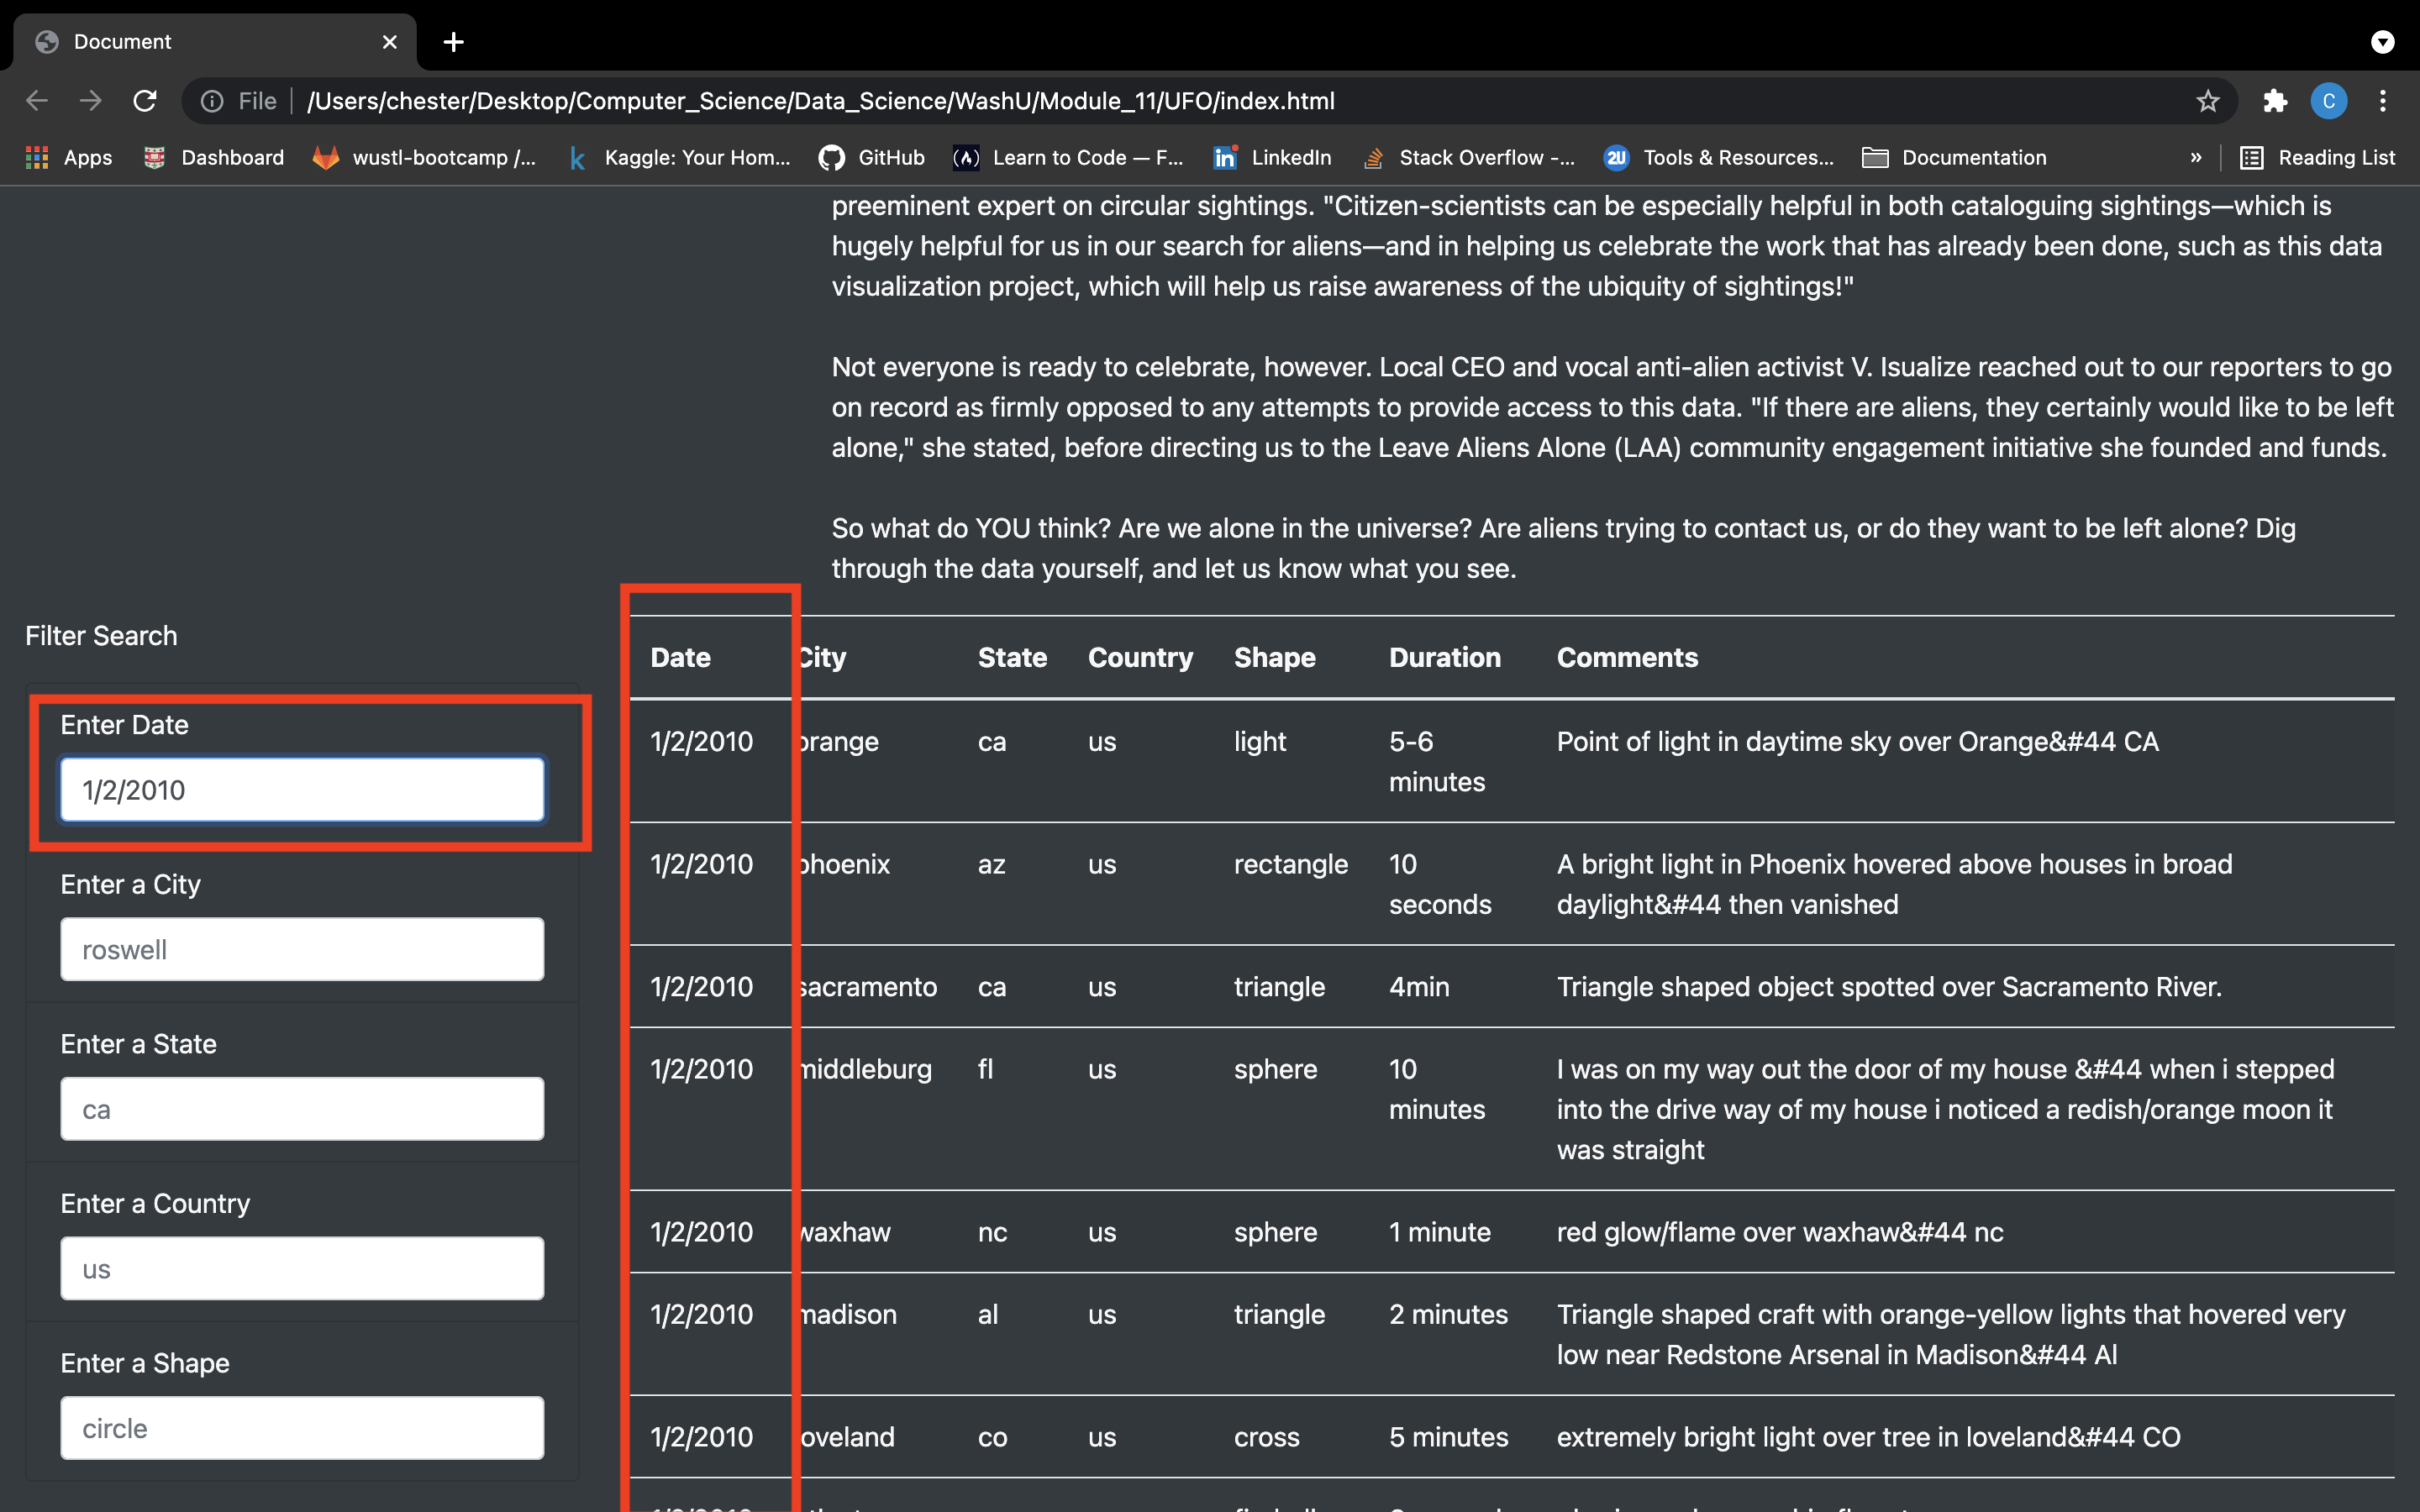 Document
File
/Users/chester/Desktop/Computer_Science/Data_Science/WashU/Module_11/UFO/index.html
C
Apps Dashboard wustl-bootcamp /... Kaggle: Your Hom... GitHub Learn to Code — F... LinkedIn Stack Overflow -... 2U Tools & Resources... Documentation » Reading List
preeminent expert on circular sightings. "Citizen-scientists can be especially helpful in both cataloguing sightings—which is
hugely helpful for us in our search for aliens—and in helping us celebrate the work that has already been done, such as this data
visualization project, which will help us raise awareness of the ubiquity of sightings!"
Not everyone is ready to celebrate, however. Local CEO and vocal anti-alien activist V. Isualize reached out to our reporters to go
on record as firmly opposed to any attempts to provide access to this data. "If there are aliens, they certainly would like to be left
alone," she stated, before directing us to the Leave Aliens Alone (LAA) community engagement initiative she founded and funds.
So what do YOU think? Are we alone in the universe? Are aliens trying to contact us, or do they want to be left alone? Dig
through the data yourself, and let us know what you see.
Filter Search
Enter Date
1/2/2010
Enter a City
roswell
Enter a State
ca
Enter a Country
us
Enter a Shape
circle
Date City State Country Shape Duration Comments
1/2/2010 orange ca us light 5-6 Point of light in daytime sky over Orange&#44 CA
minutes
1/2/2010 phoenix az us rectangle 10 A bright light in Phoenix hovered above houses in broad
seconds daylight&#44 then vanished
1/2/2010 sacramento ca us triangle 4min Triangle shaped object spotted over Sacramento River.
1/2/2010 middleburg fl us sphere 10 I was on my way out the door of my house &#44 when i stepped
minutes into the drive way of my house i noticed a redish/orange moon it
was straight
1/2/2010 waxhaw nc us sphere 1 minute red glow/flame over waxhaw&#44 nc
1/2/2010 madison al us triangle 2 minutes Triangle shaped craft with orange-yellow lights that hovered very
low near Redstone Arsenal in Madison&#44 Al
1/2/2010 loveland co us cross 5 minutes extremely bright light over tree in loveland&#44 CO